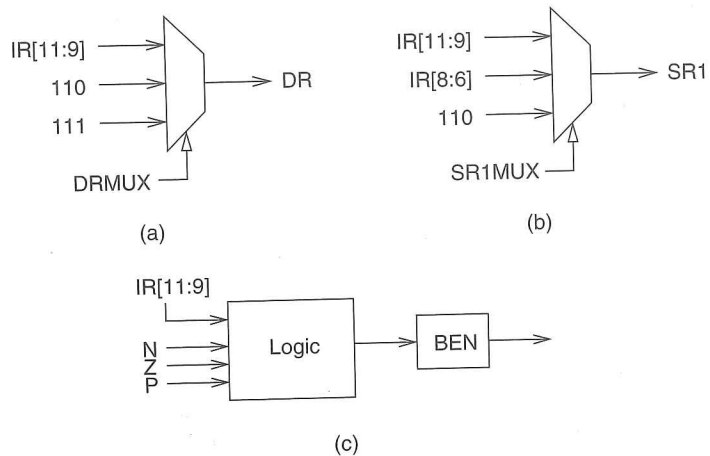 IR[11:9]
110
111
DR
DRMUX
(a)
IR[11:9]
IR[8:6]
110
SR1
SR1MUX
(b)
IR[11:9]
N
Z
P
Logic
BEN
(c)